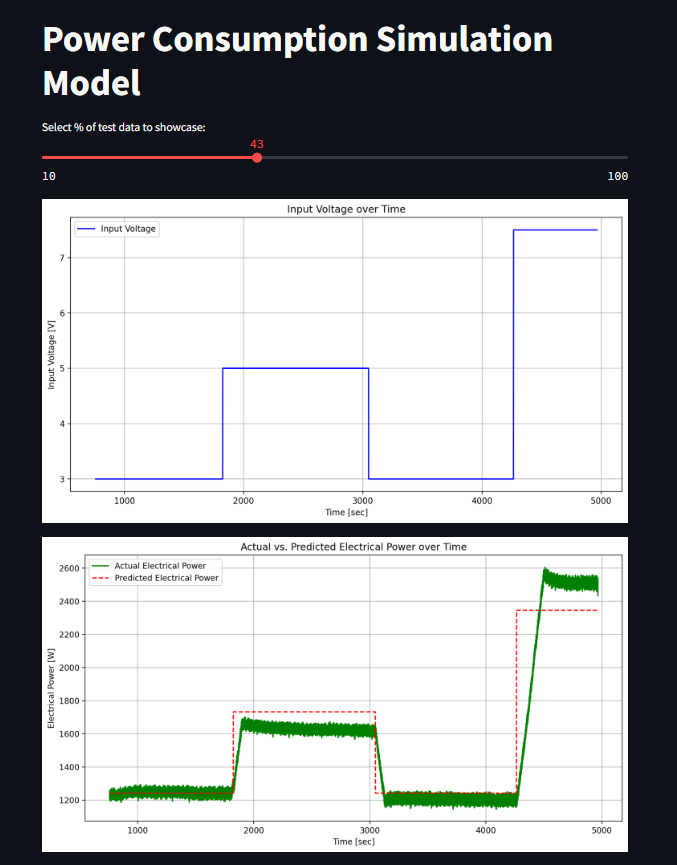 Power Consumption Simulation
Model
Select % of test data to showcase:
43
10 100
Input Voltage over Time
Input Voltage
7
6
5
4
3
Input Voltage [V]
1000 2000 3000 4000 5000
Time [sec]
Actual vs. Predicted Electrical Power over Time
Actual Electrical Power
Predicted Electrical Power
2600
2400
2200
2000
1800
1600
1400
1200
Electrical Power [W]
1000 2000 3000 4000 5000
Time [sec]